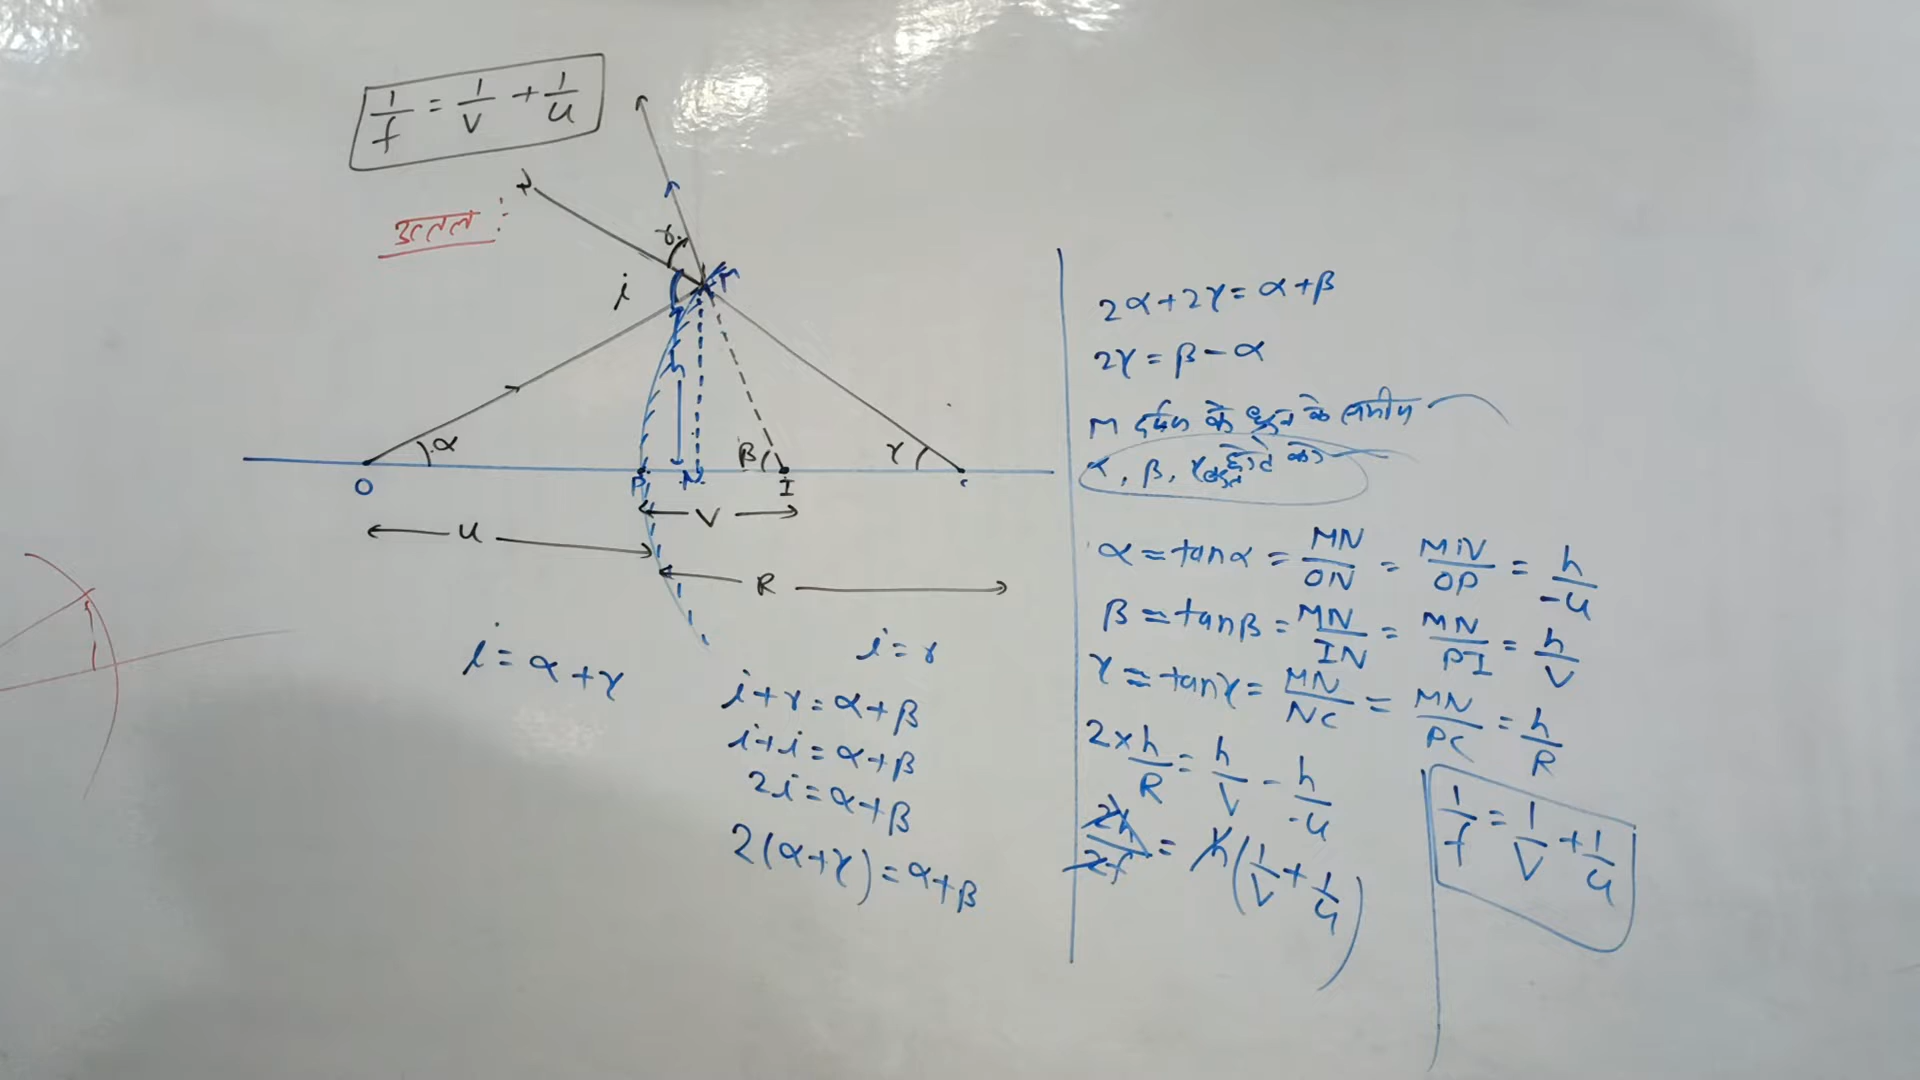 1/f = 1/v + 1/u
उत्तल :
r
i
M
h
α
β
γ
O
P
N
I
c
u
v
R
i = α + γ
i = r
i + r = α + β
i + i = α + β
2i = α + β
2(α + γ) = α + β
2α + 2γ = α + β
2γ = β - α
M दर्पण के ध्रुव के समीप
α, β, γ होने के
α ≈ tanα = MN/ON = MN/OP = h/-u
β ≈ tanβ = MN/IN = MN/PI = h/v
γ ≈ tanγ = MN/NC = MN/PC = h/R
2 × h/R = h/v - h/-u
2h/2f = h(1/v + 1/u)
1/f = 1/v + 1/u